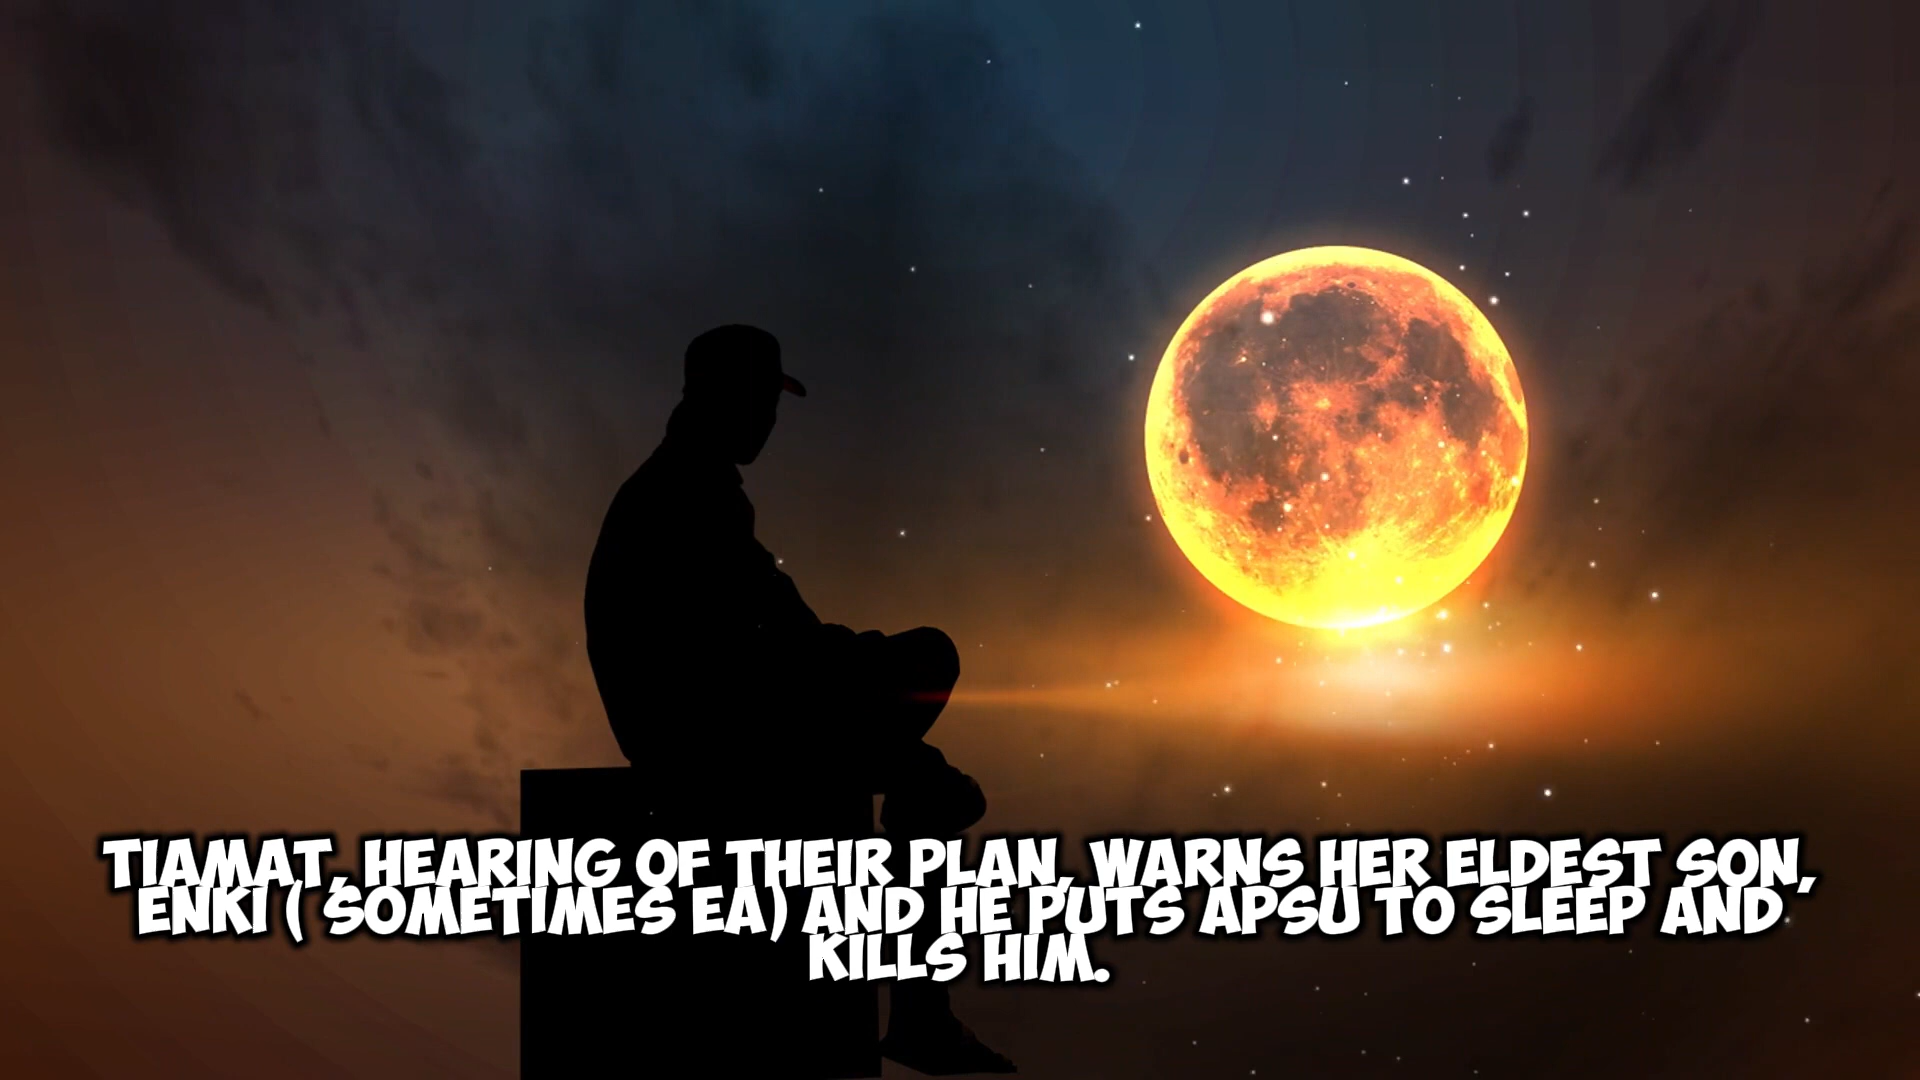 TIAMAT, HEARING OF THEIR PLAN, WARNS HER ELDEST SON,
ENKI ( SOMETIMES EA) AND HE PUTS APSU TO SLEEP AND
KILLS HIM.